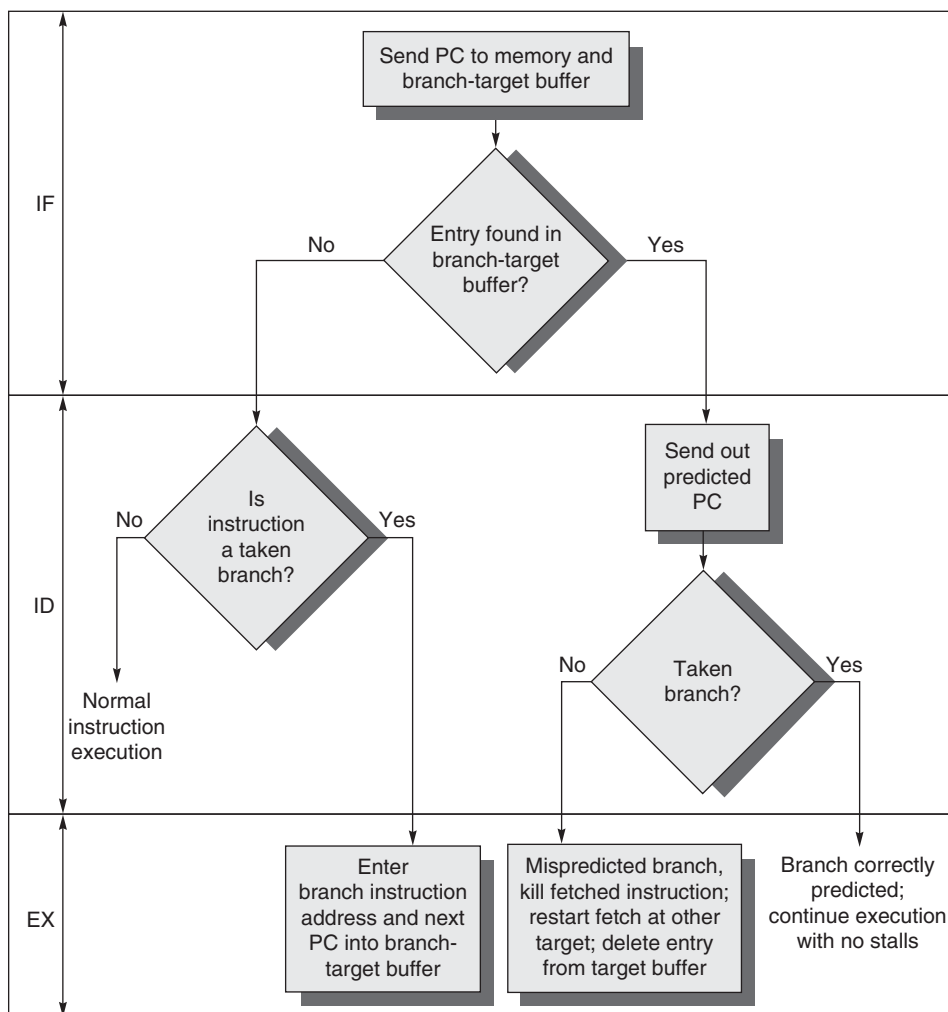 Send PC to memory and
branch-target buffer
IF
No
Entry found in
branch-target
buffer?
Yes
ID
No
Is
instruction
a taken
branch?
Yes
Send out
predicted
PC
Normal
instruction
execution
No
Taken
branch?
Yes
EX
Enter
branch instruction
address and next
PC into branch-
target buffer
Mispredicted branch,
kill fetched instruction;
restart fetch at other
target; delete entry
from target buffer
Branch correctly
predicted;
continue execution
with no stalls